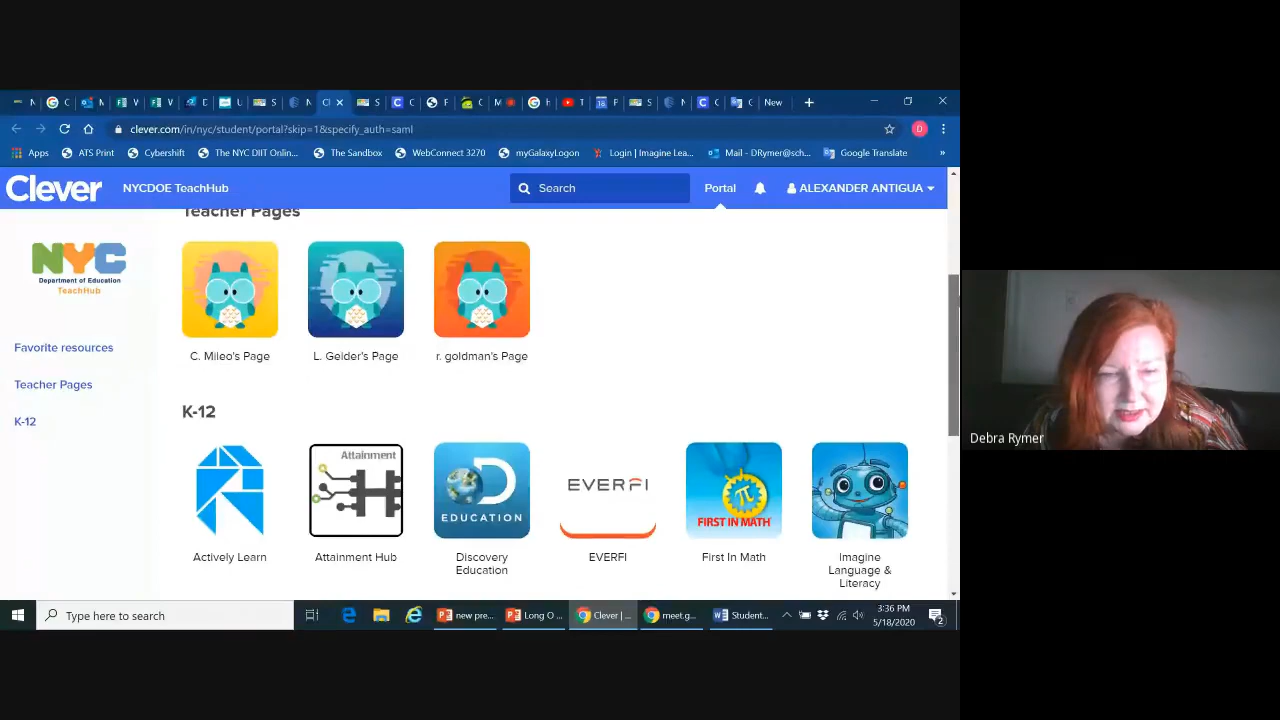 clever.com/in/nyc/student/portal?skip=1&specify_auth=saml
Apps ATS Print Cybershift The NYC DIIT Onlin... The Sandbox WebConnect 3270 myGalaxyLogon Login | Imagine Lea... Mail - DRymer@sch... Google Translate »
Clever NYCDOE TeachHub Search Portal ALEXANDER ANTIGUA
Teacher Pages
NYC
Department of Education
TeachHub
Favorite resources
Teacher Pages
K-12
C. Mileo's Page L. Gelder's Page r. goldman's Page
K-12
Attainment
EDUCATION
EVERFI
π
FIRST IN MATH
Actively Learn Attainment Hub Discovery Education EVERFI First In Math Imagine Language & Literacy
Debra Rymer
Type here to search
new pre... Long O ... Clever |... meet.g... Student...
3:36 PM
5/18/2020
2